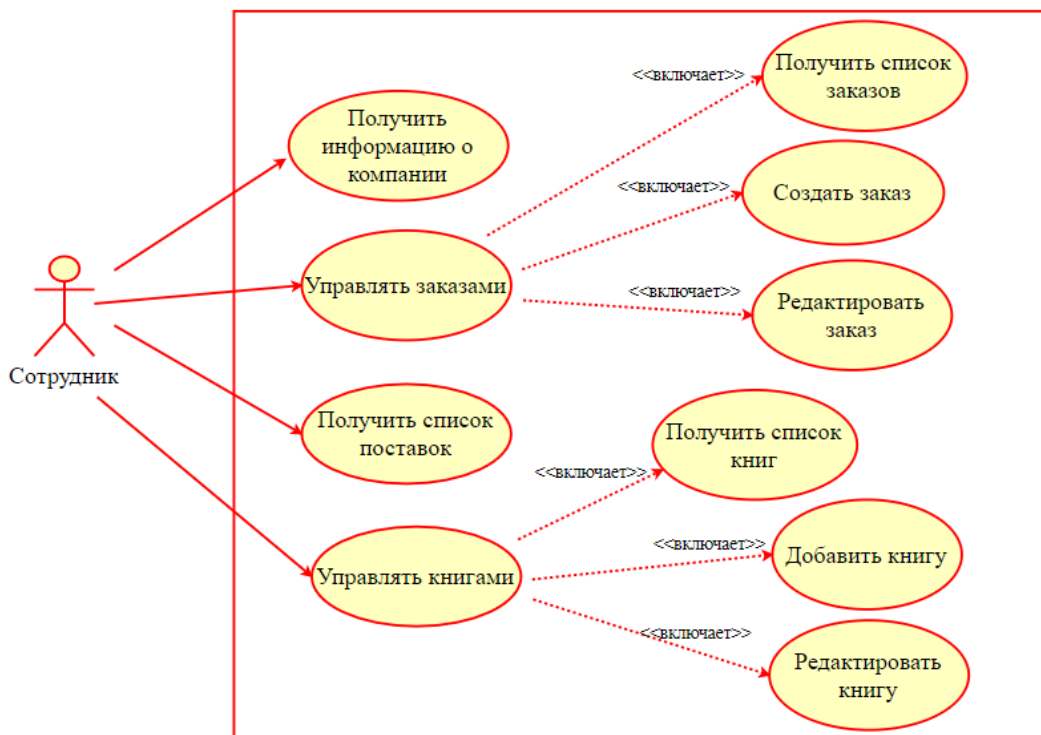 Получить список
заказов
<<включает>>
Получить
информацию о
компании
<<включает>>
Создать заказ
Управлять заказами
<<включает>>
Редактировать
заказ
Сотрудник
Получить список
поставок
Получить список
книг
<<включает>>
<<включает>>
Добавить книгу
Управлять книгами
<<включает>>
Редактировать
книгу